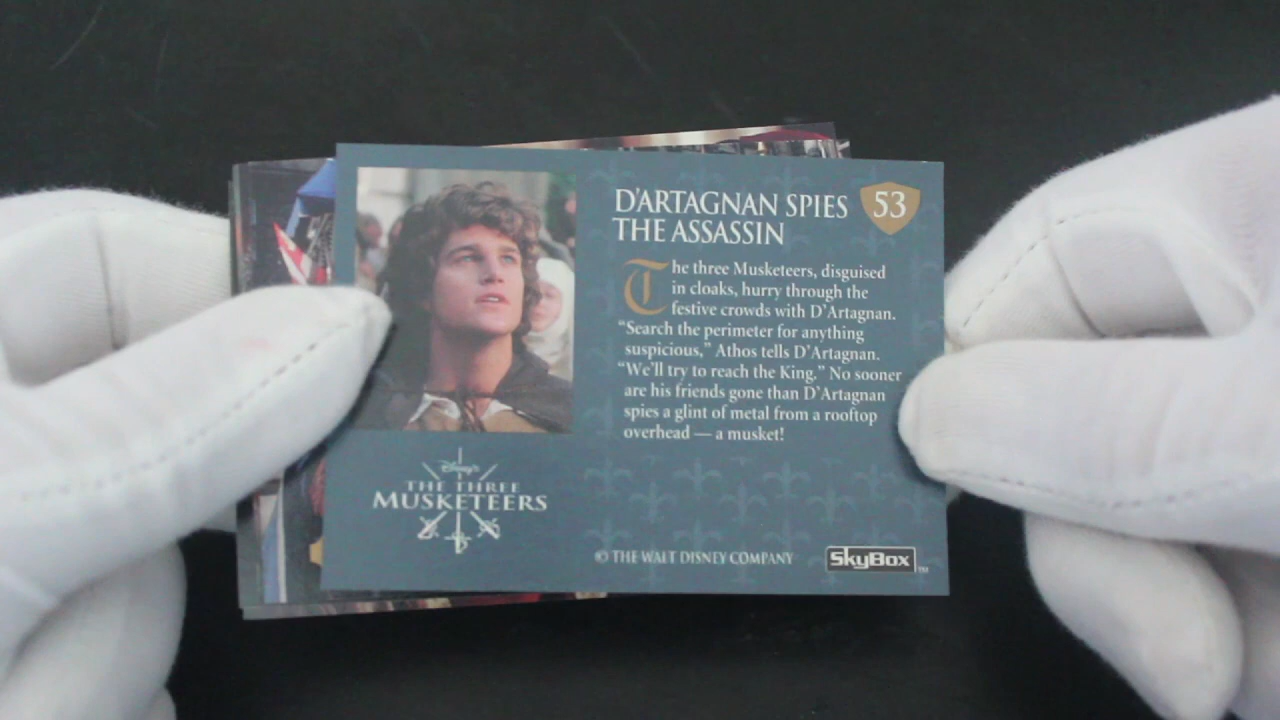 D'ARTAGNAN SPIES
THE ASSASSIN
53
The three Musketeers, disguised
in cloaks, hurry through the
festive crowds with D'Artagnan.
“Search the perimeter for anything
suspicious,” Athos tells D'Artagnan.
“We'll try to reach the King.” No sooner
are his friends gone than D'Artagnan
spies a glint of metal from a rooftop
overhead — a musket!
Disney's
THE THREE
MUSKETEERS
© THE WALT DISNEY COMPANY
SkyBox™